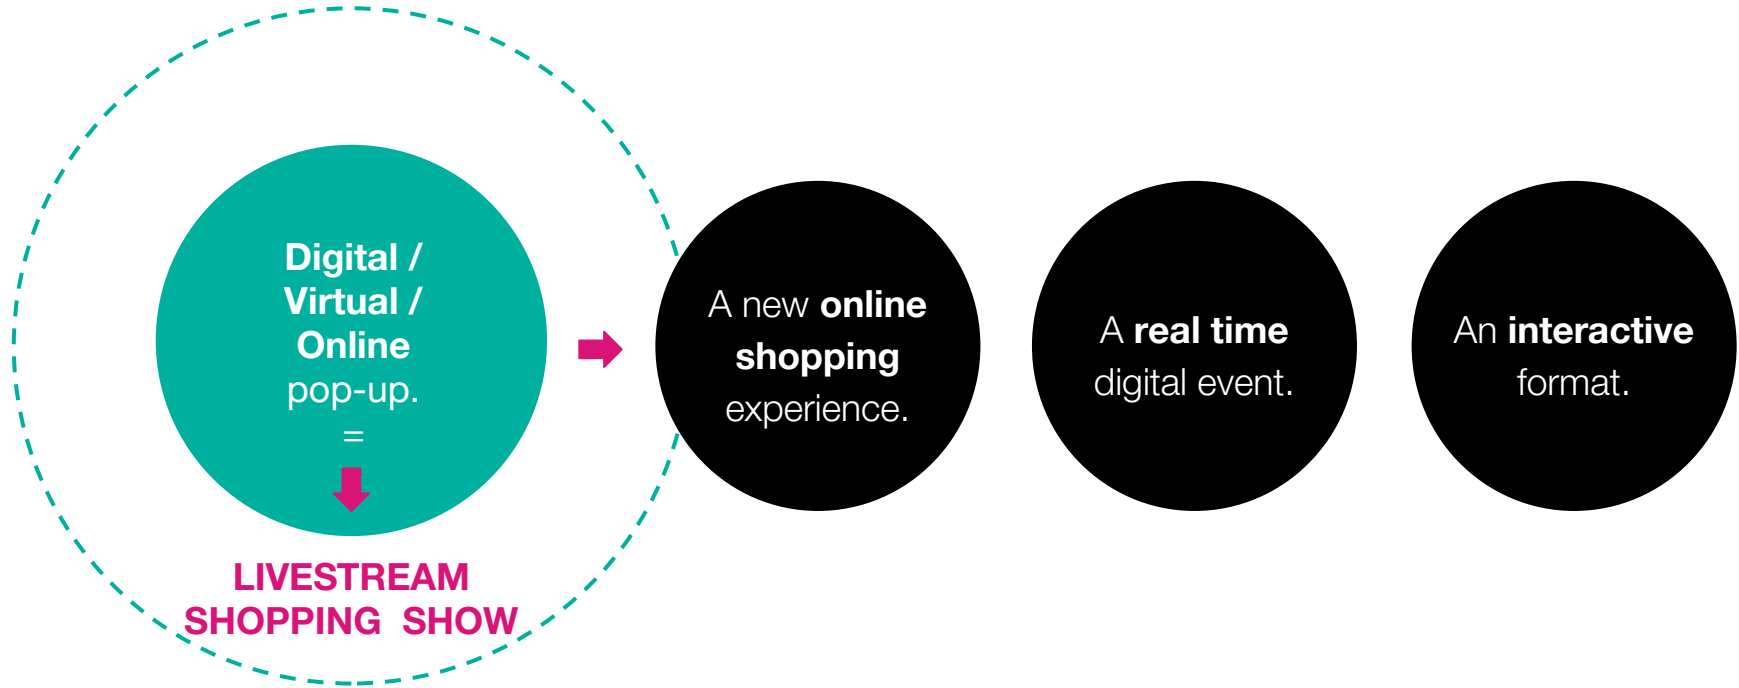 Digital /
Virtual /
Online
pop-up.
=
LIVESTREAM
SHOPPING SHOW
A new online
shopping
experience.
A real time
digital event.
An interactive
format.